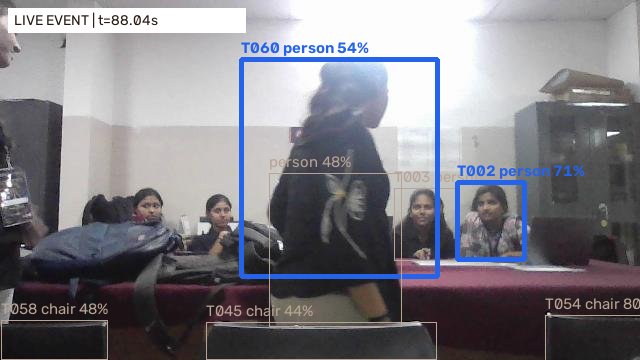 LIVE EVENT | t=88.04s
T060 person 54%
person 48%
T003 person
T002 person 71%
T058 chair 48%
T045 chair 44%
T054 chair 80